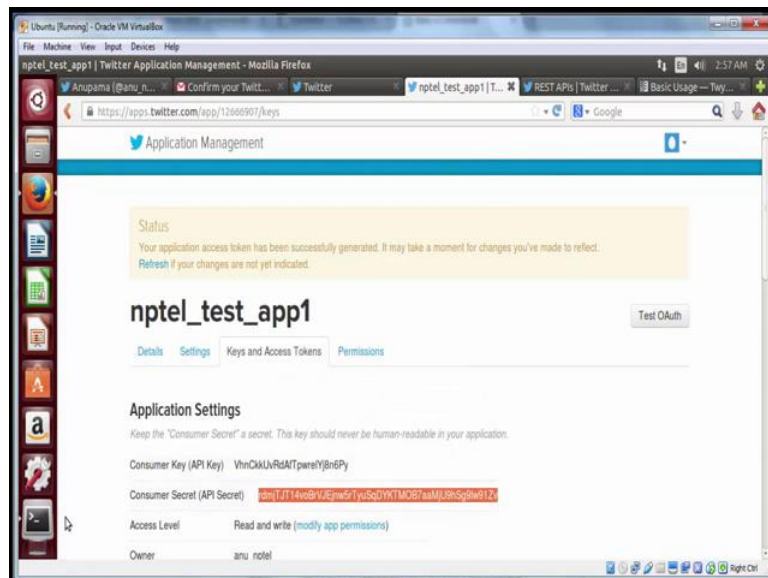 Ubuntu [Running] - Oracle VM VirtualBox
File Machine View Input Devices Help
nptel_test_app1 | Twitter Application Management - Mozilla Firefox
En 2:57 AM
Anupama (@anu_n... Confirm your Twitt... Twitter nptel_test_app1 | T... REST APIs | Twitter ... Basic Usage — Twy...
https://apps.twitter.com/app/12666907/keys Google
Application Management
Status
Your application access token has been successfully generated. It may take a moment for changes you've made to reflect.
Refresh if your changes are not yet indicated.
nptel_test_app1
Test OAuth
Details Settings Keys and Access Tokens Permissions
Application Settings
Keep the "Consumer Secret" a secret. This key should never be human-readable in your application.
Consumer Key (API Key)
Consumer Secret (API Secret)
Access Level Read and write (modify app permissions)
Owner anu_nptel
Right Ctrl